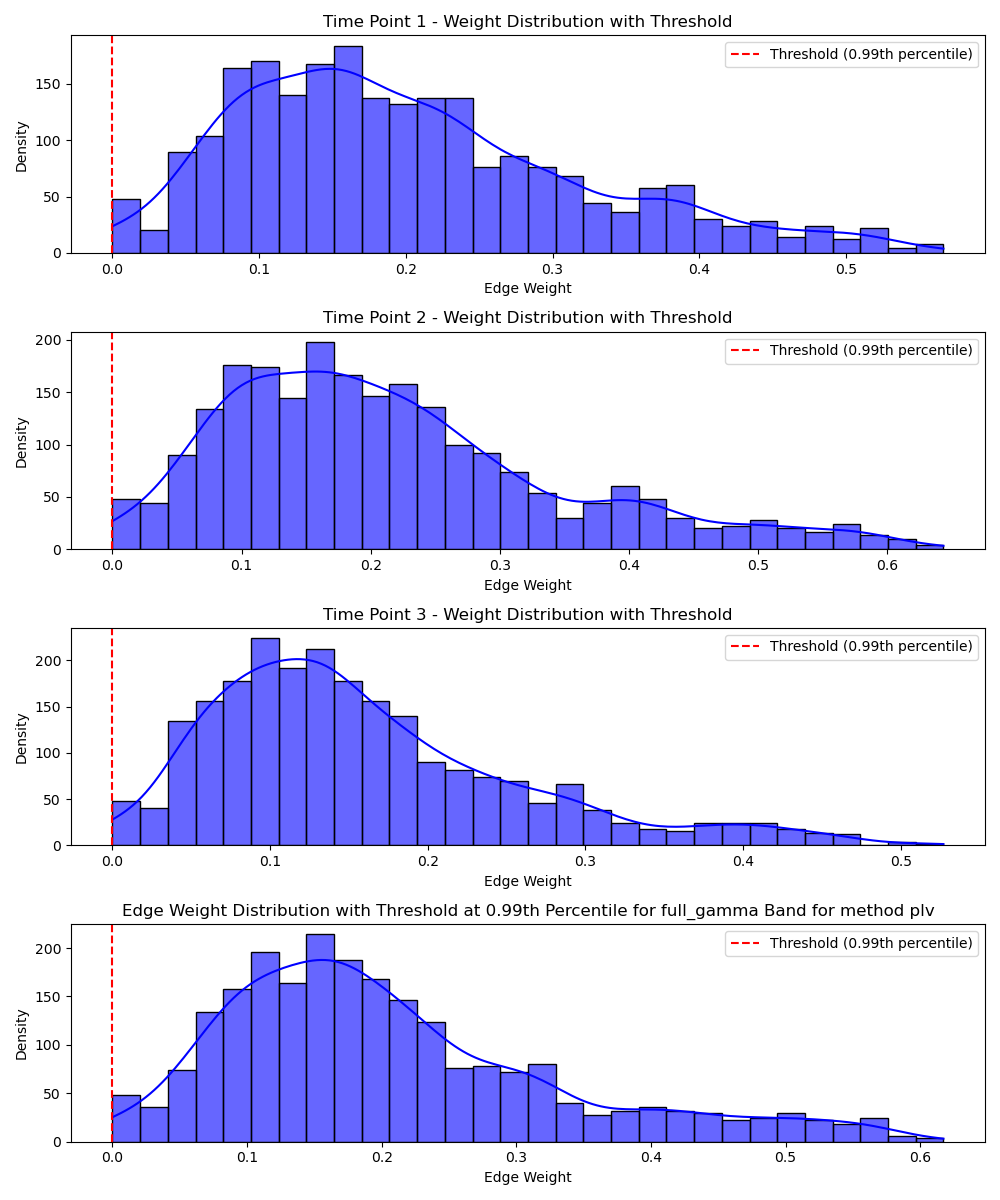 Time Point 1 - Weight Distribution with Threshold
Threshold (0.99th percentile)
Density
150
100
50
0
0.0 0.1 0.2 0.3 0.4 0.5
Edge Weight
Time Point 2 - Weight Distribution with Threshold
Threshold (0.99th percentile)
Density
200
150
100
50
0
0.0 0.1 0.2 0.3 0.4 0.5 0.6
Edge Weight
Time Point 3 - Weight Distribution with Threshold
Threshold (0.99th percentile)
Density
200
150
100
50
0
0.0 0.1 0.2 0.3 0.4 0.5
Edge Weight
Edge Weight Distribution with Threshold at 0.99th Percentile for full_gamma Band for method plv
Threshold (0.99th percentile)
Density
200
150
100
50
0
0.0 0.1 0.2 0.3 0.4 0.5 0.6
Edge Weight